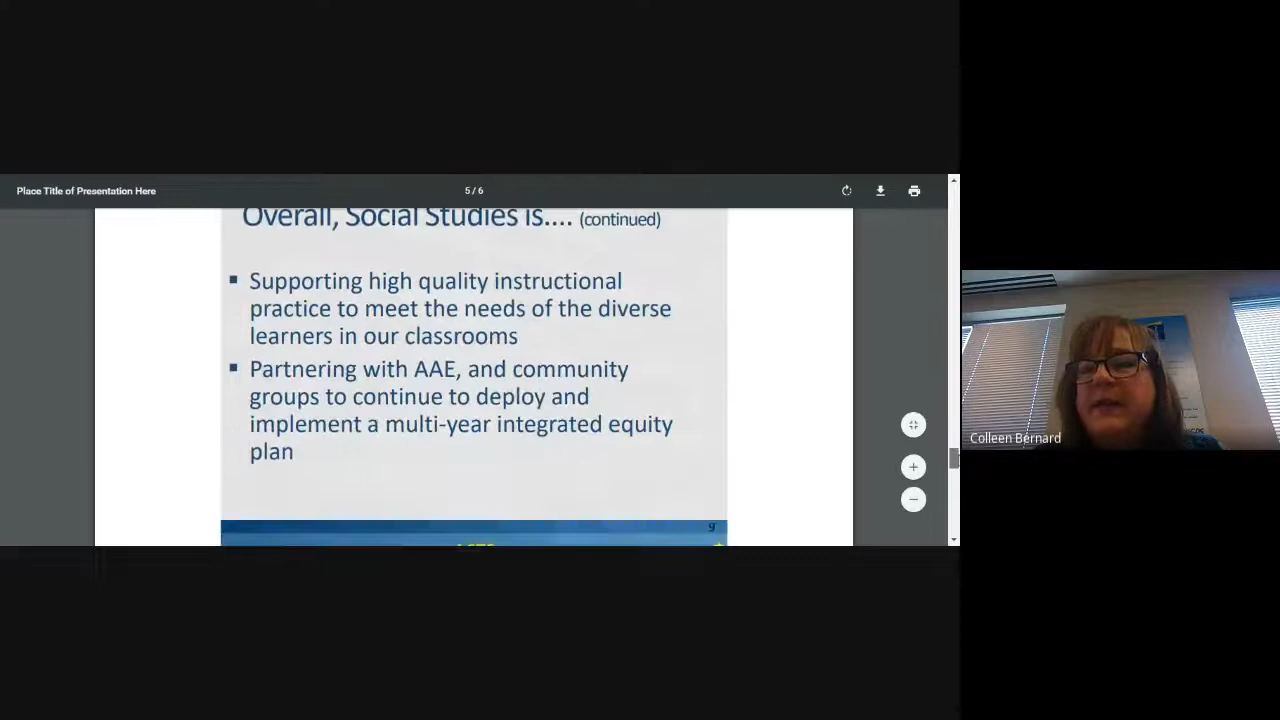 Place Title of Presentation Here
5 / 6
Overall, Social Studies is.... (continued)
▪ Supporting high quality instructional
practice to meet the needs of the diverse
learners in our classrooms
▪ Partnering with AAE, and community
groups to continue to deploy and
implement a multi-year integrated equity
plan
9
Colleen Bernard